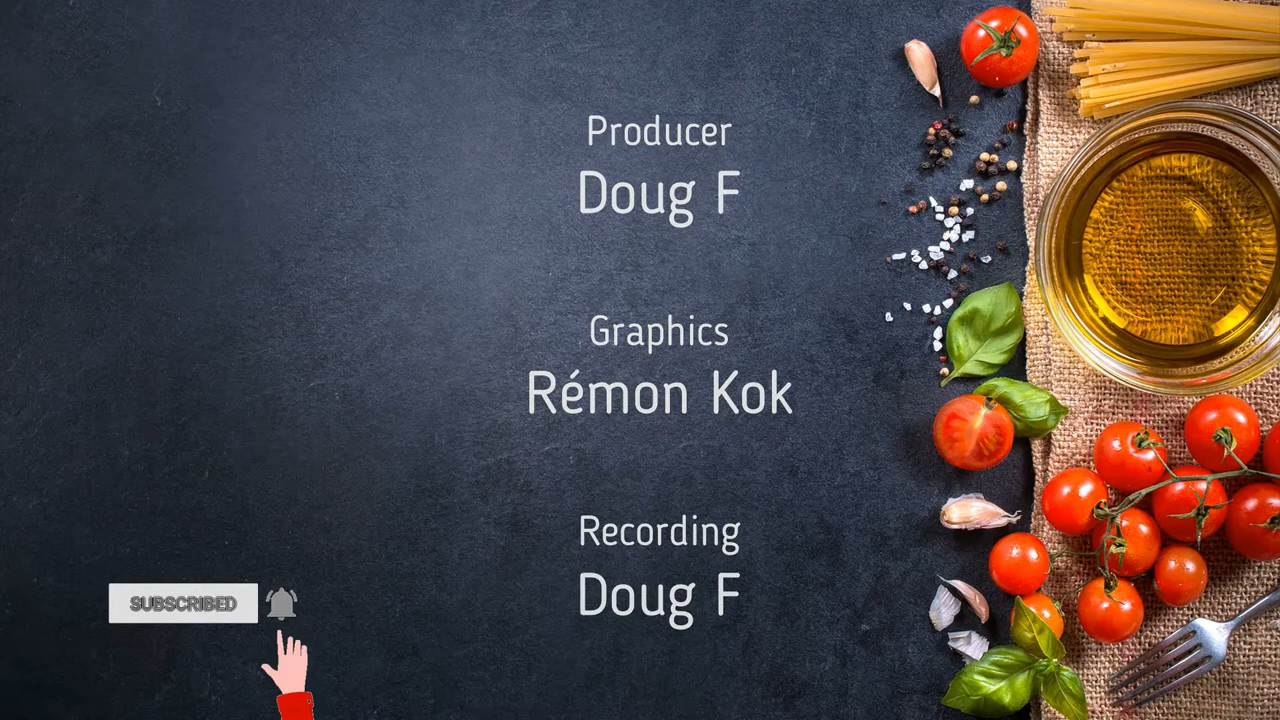 Producer
Doug F
Graphics
Rémon Kok
Recording
Doug F
SUBSCRIBED